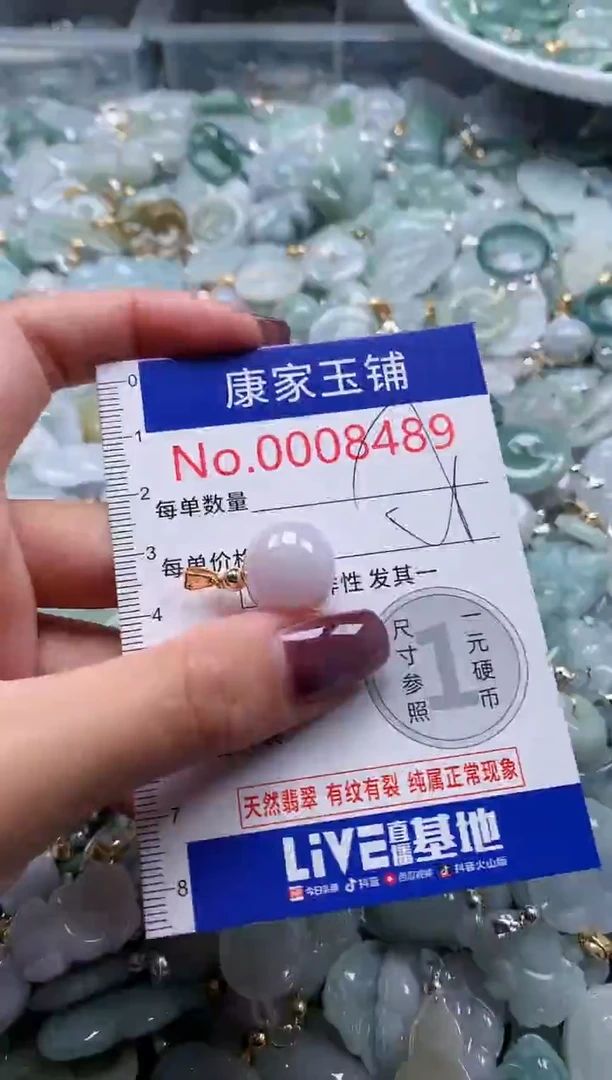 康家玉铺
No.0008489
每单数量
每单价格
性 发其一
尺寸参照
1
一元硬币
天然翡翠 有纹有裂 纯属正常现象
LiVE直播基地
今日头条 抖音 西瓜视频 抖音火山版
0
1
2
3
4
7
8